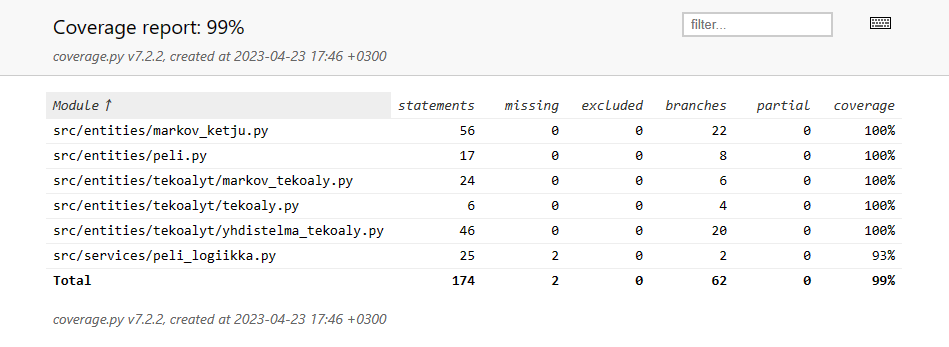 Coverage report: 99%
filter...
coverage.py v7.2.2, created at 2023-04-23 17:46 +0300
Module ↑ statements missing excluded branches partial coverage
src/entities/markov_ketju.py 56 0 0 22 0 100%
src/entities/peli.py 17 0 0 8 0 100%
src/entities/tekoalyt/markov_tekoaly.py 24 0 0 6 0 100%
src/entities/tekoalyt/tekoaly.py 6 0 0 4 0 100%
src/entities/tekoalyt/yhdistelma_tekoaly.py 46 0 0 20 0 100%
src/services/peli_logiikka.py 25 2 0 2 0 93%
Total 174 2 0 62 0 99%
coverage.py v7.2.2, created at 2023-04-23 17:46 +0300